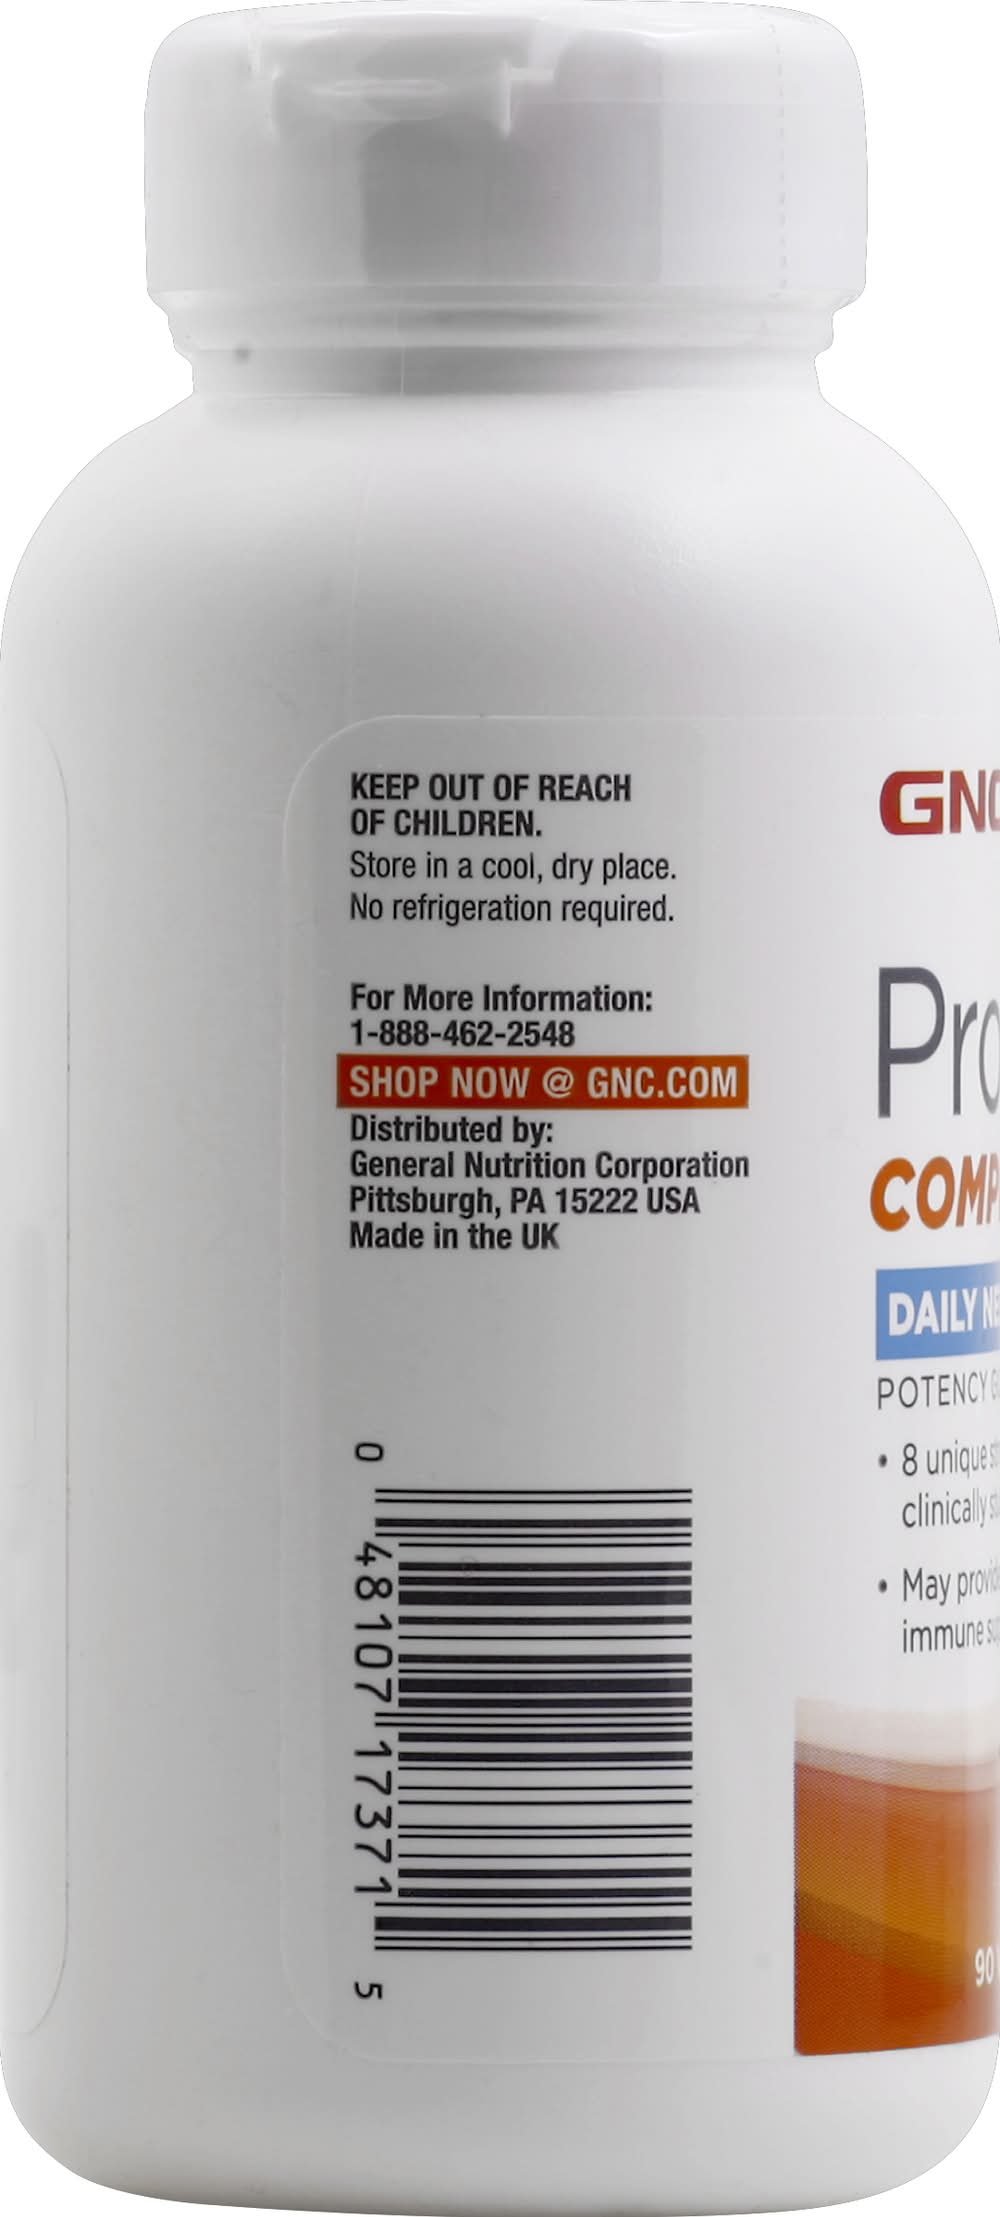 KEEP OUT OF REACH
OF CHILDREN.
Store in a cool, dry place.
No refrigeration required.
For More Information:
1-888-462-2548
SHOP NOW @ GNC.COM
Distributed by:
General Nutrition Corporation
Pittsburgh, PA 15222 USA
Made in the UK
0 48107 17371 5
GNC
DAILY
POTENCY
• 8 unique
clinically
• May
immune
90